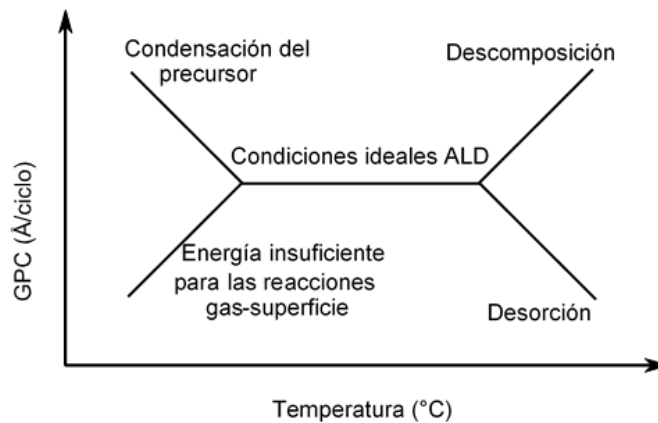 Condensación del
precursor
Descomposición
Condiciones ideales ALD
Energía insuficiente
para las reacciones
gas-superficie
Desorción
GPC (Å/ciclo)
Temperatura (°C)